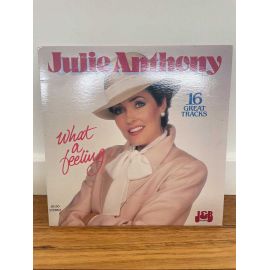 Julie Anthony
16
GREAT
TRACKS
What
a
feeling
J&B